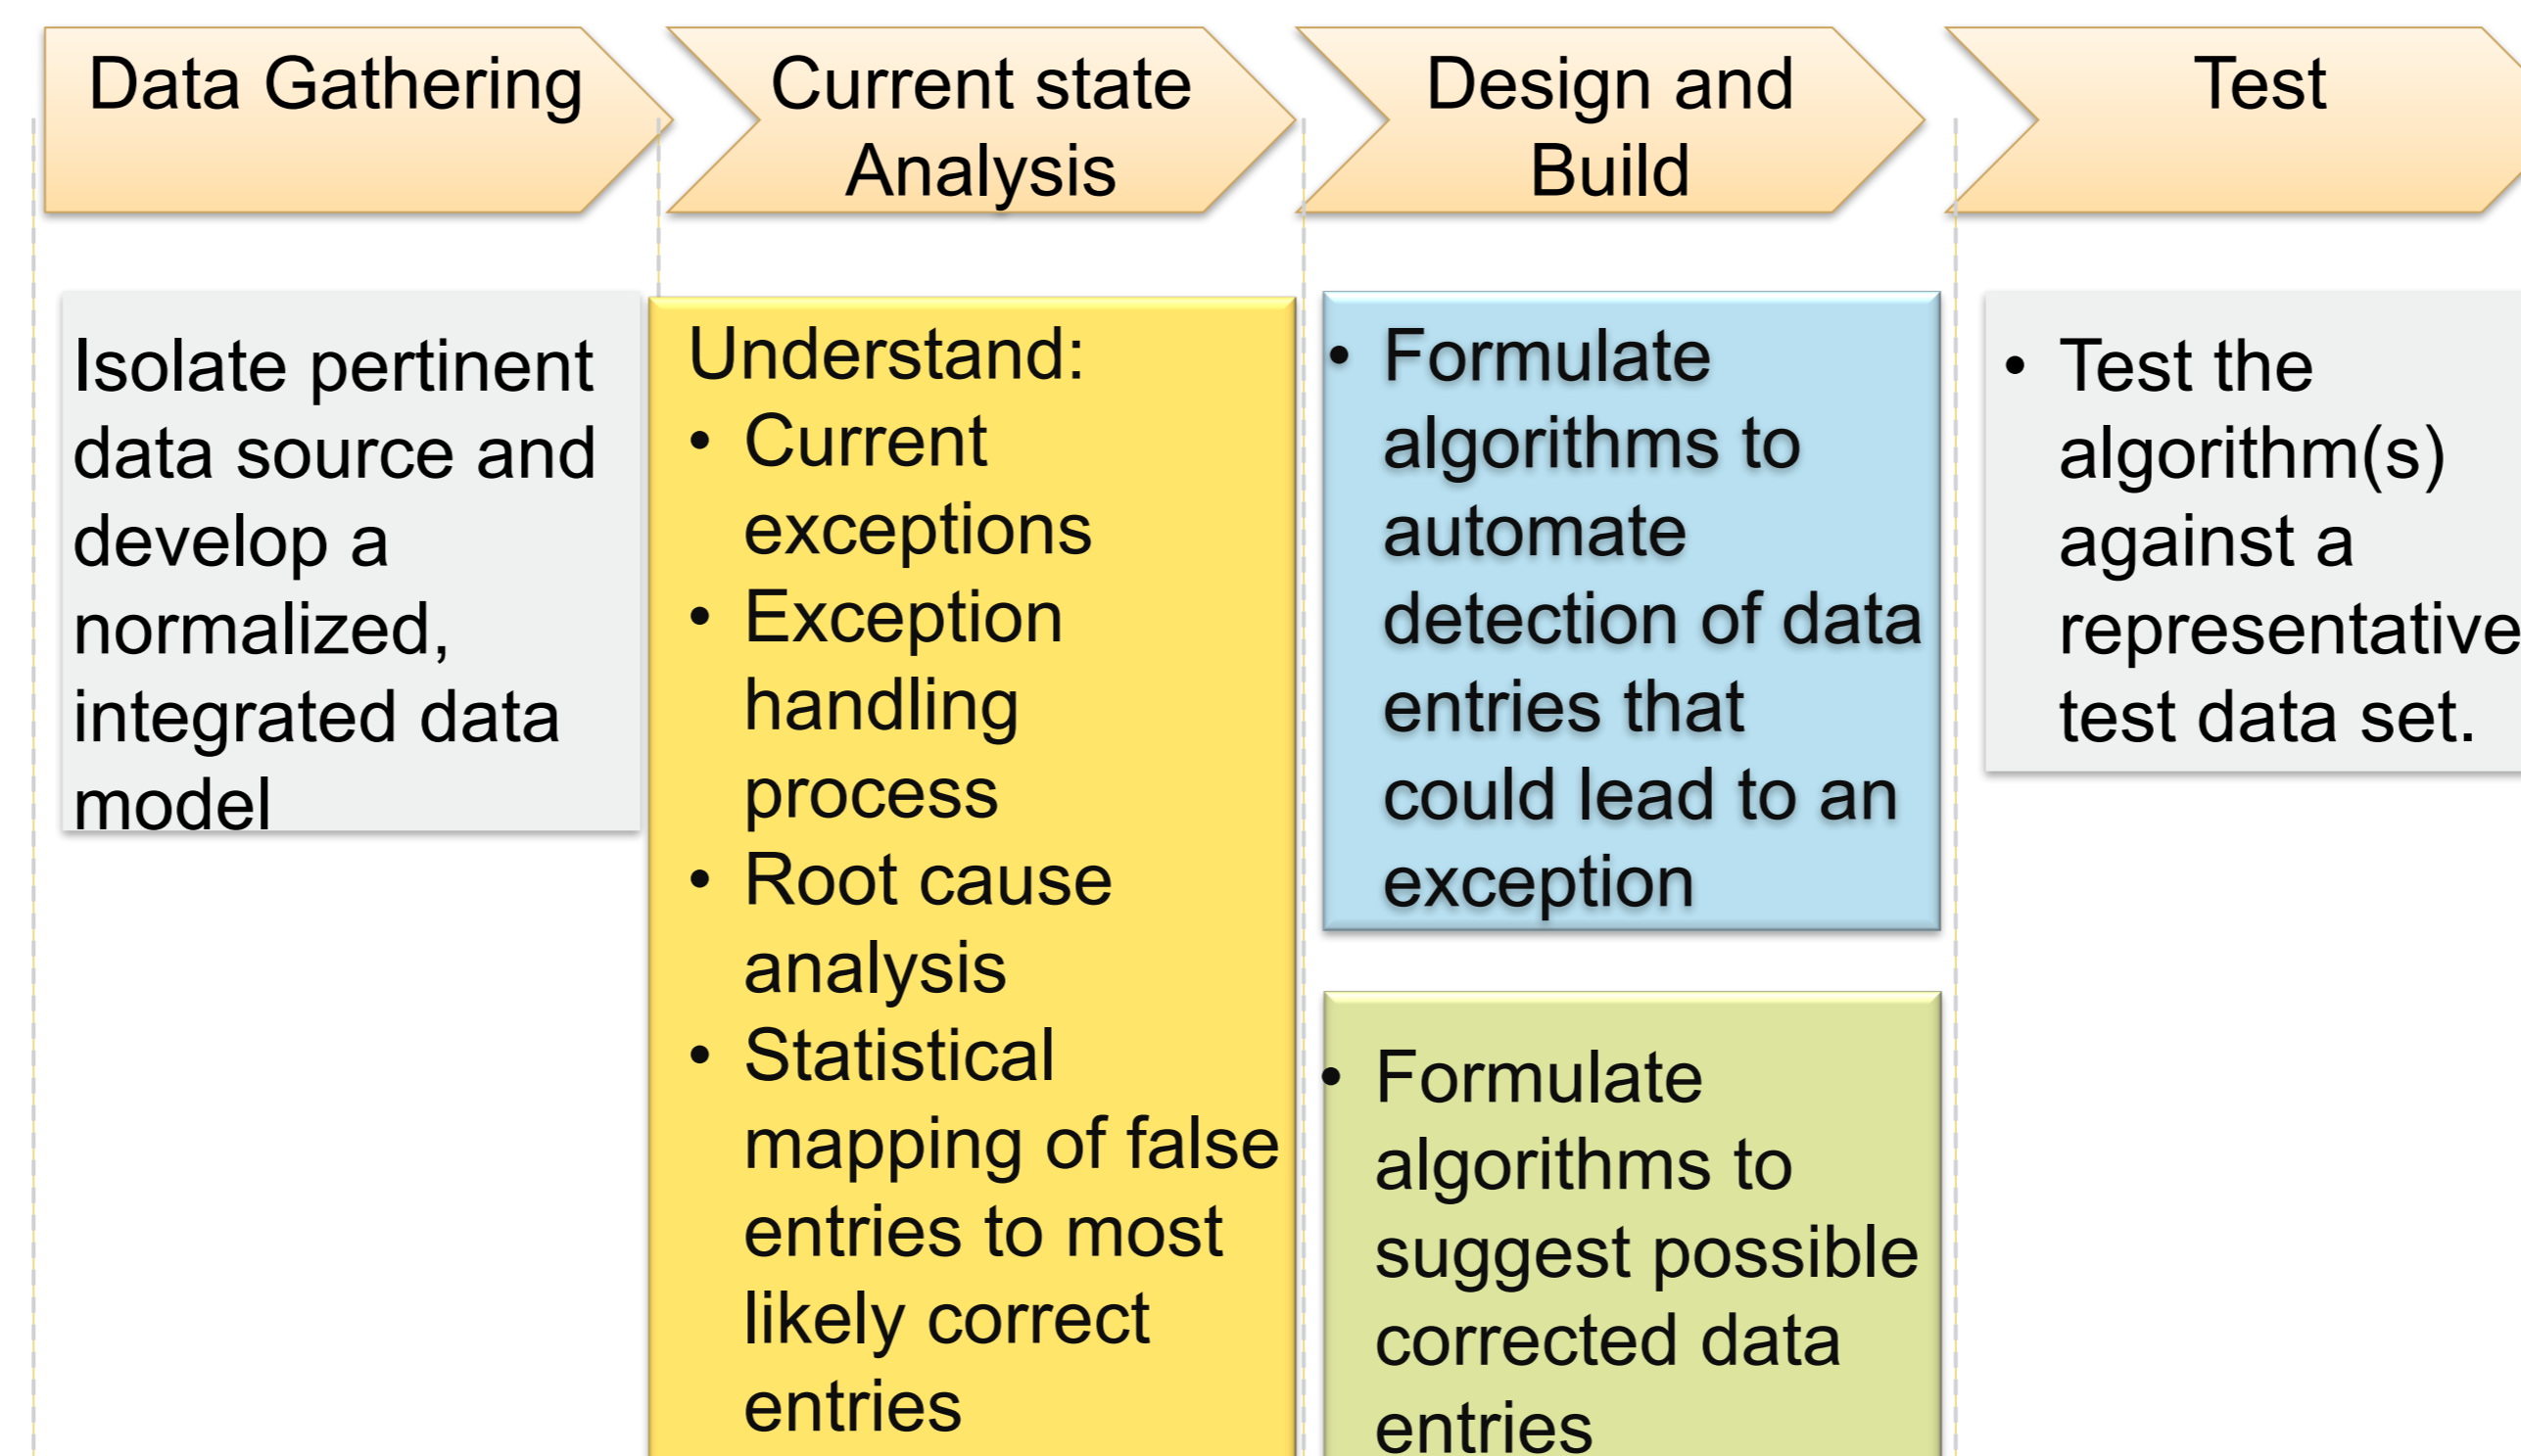 Data Gathering
Current state
Analysis
Design and
Build
Test
Isolate pertinent
data source and
develop a
normalized,
integrated data
model
Understand:
• Current
exceptions
• Exception
handling
process
• Root cause
analysis
• Statistical
mapping of false
entries to most
likely correct
entries
• Formulate
algorithms to
automate
detection of data
entries that
could lead to an
exception
• Formulate
algorithms to
suggest possible
corrected data
entries
• Test the
algorithm(s)
against a
representative
test data set.